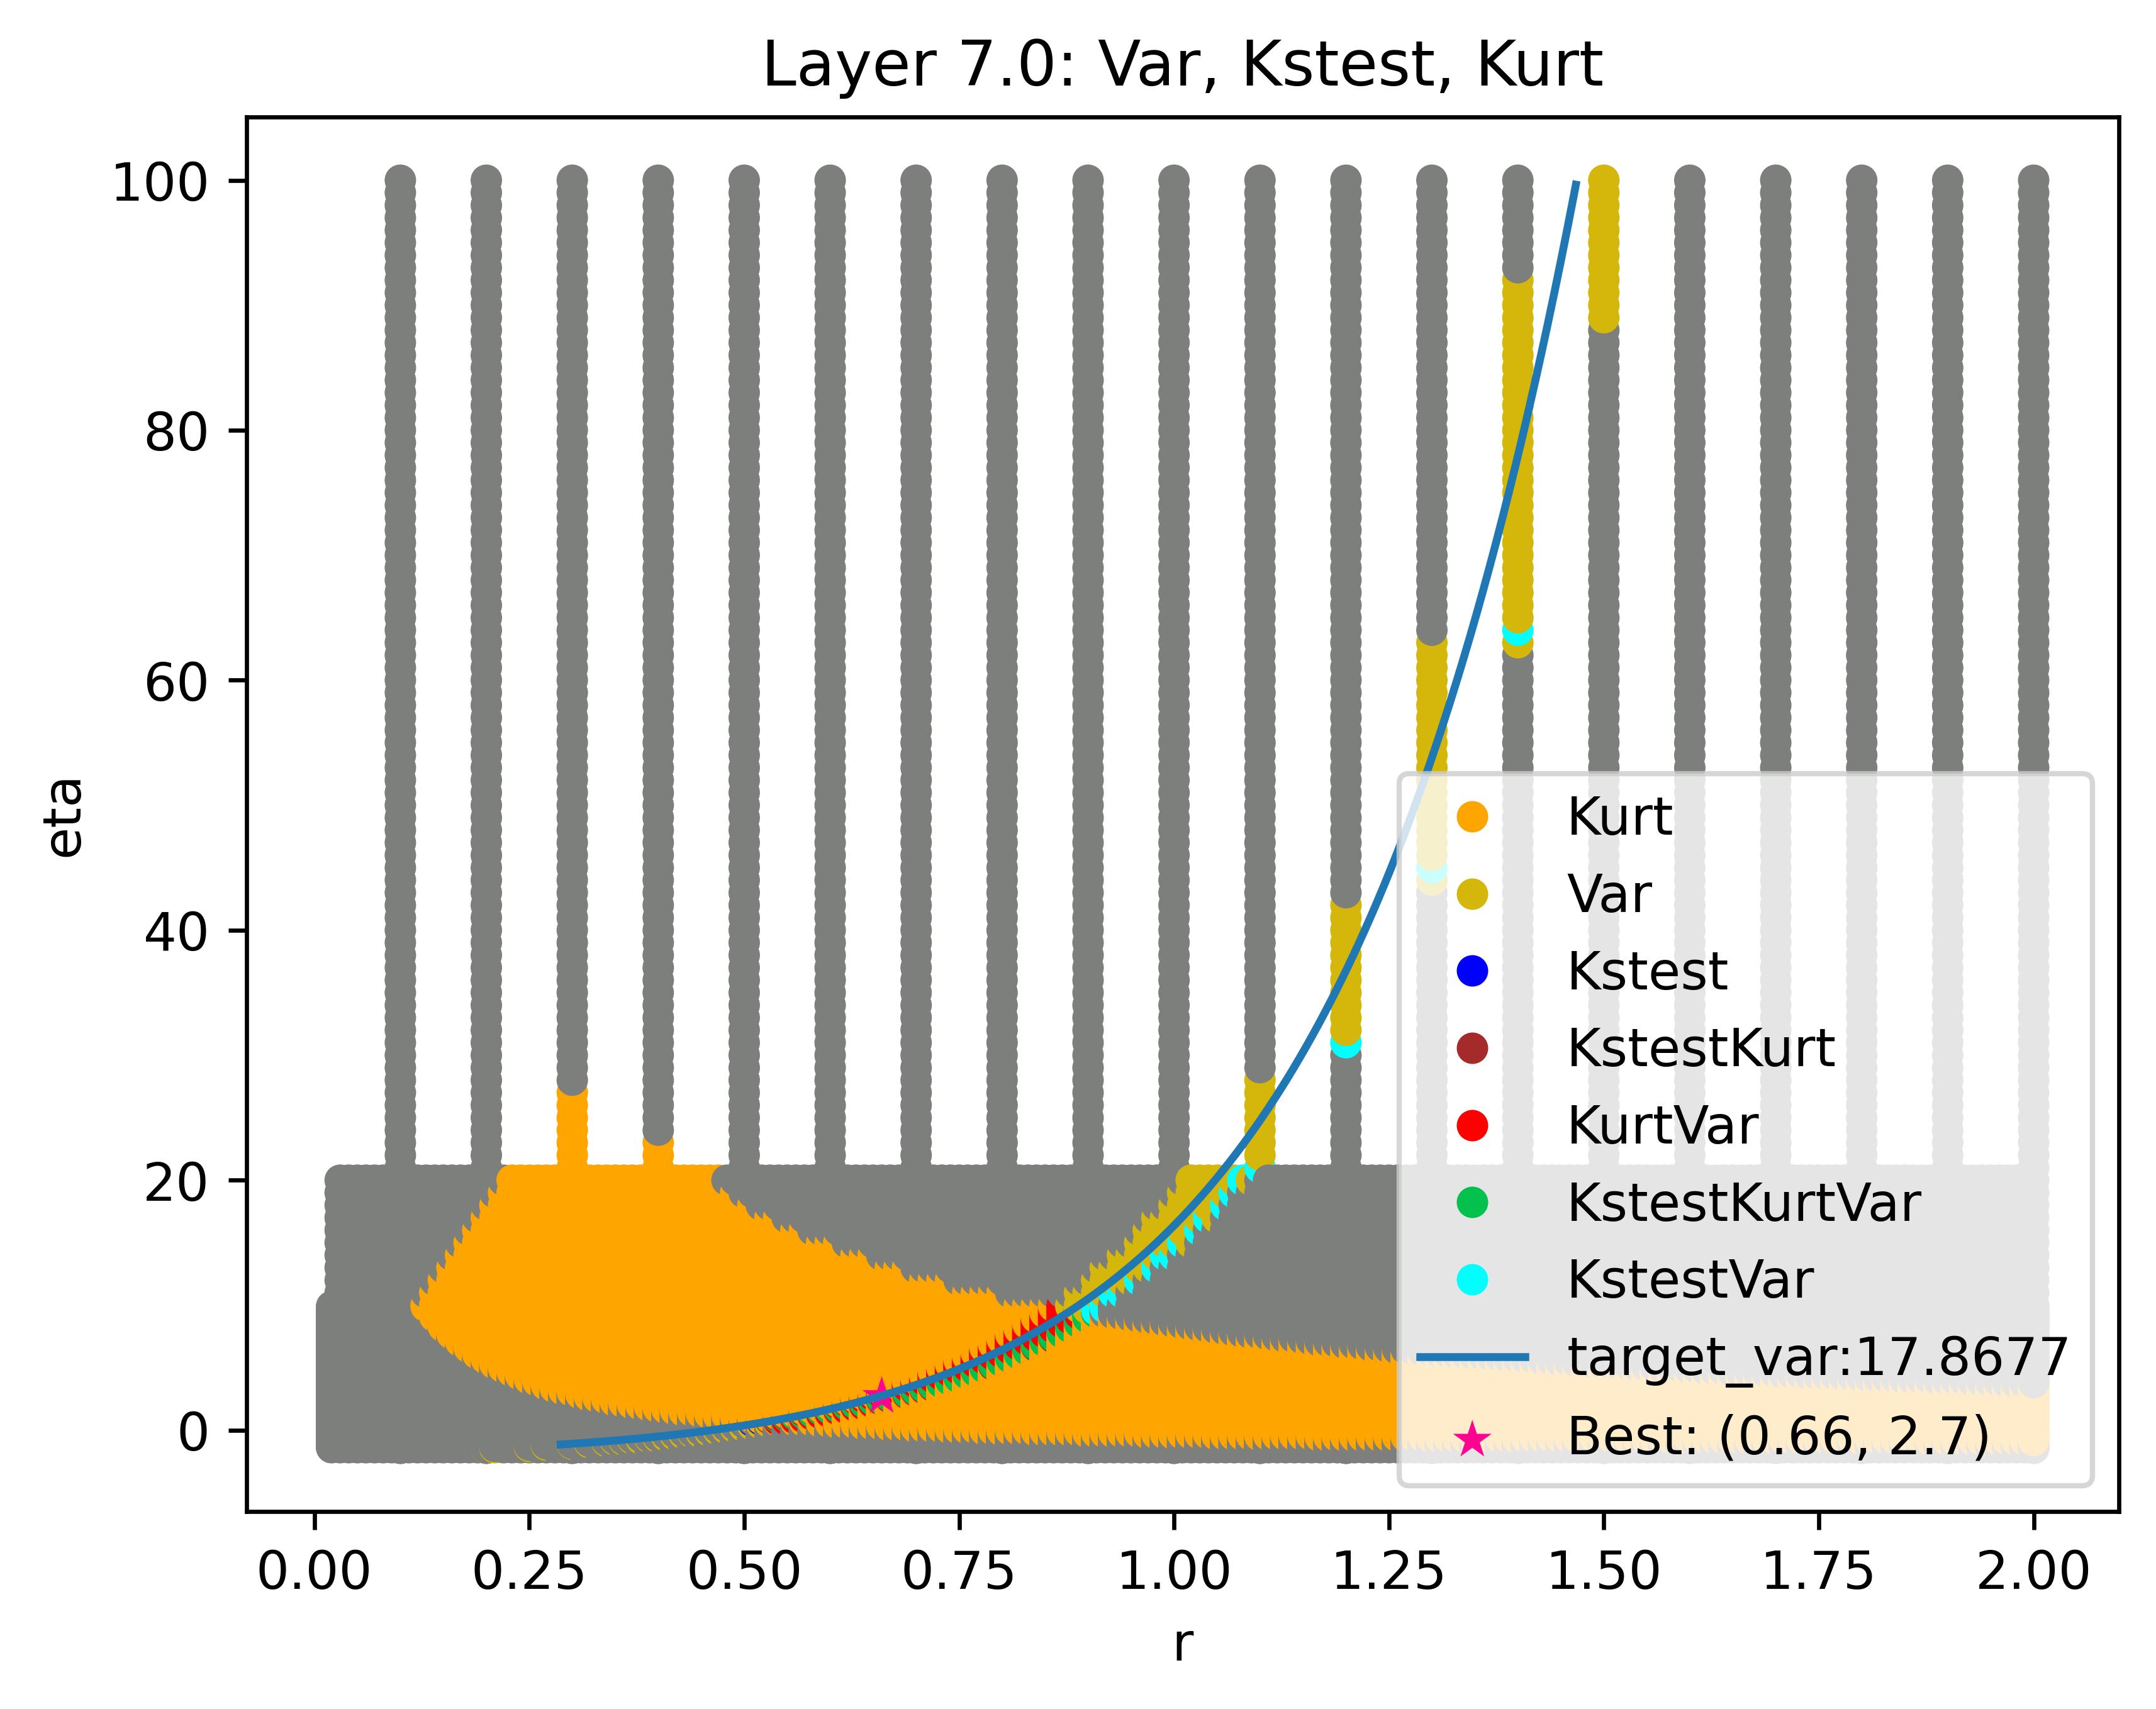 Layer 7.0: Var, Kstest, Kurt
100
80
60
40
20
0
eta
Kurt
Var
Kstest
KstestKurt
KurtVar
KstestKurtVar
KstestVar
target_var:17.8677
Best: (0.66, 2.7)
0.00 0.25 0.50 0.75 1.00 1.25 1.50 1.75 2.00
r